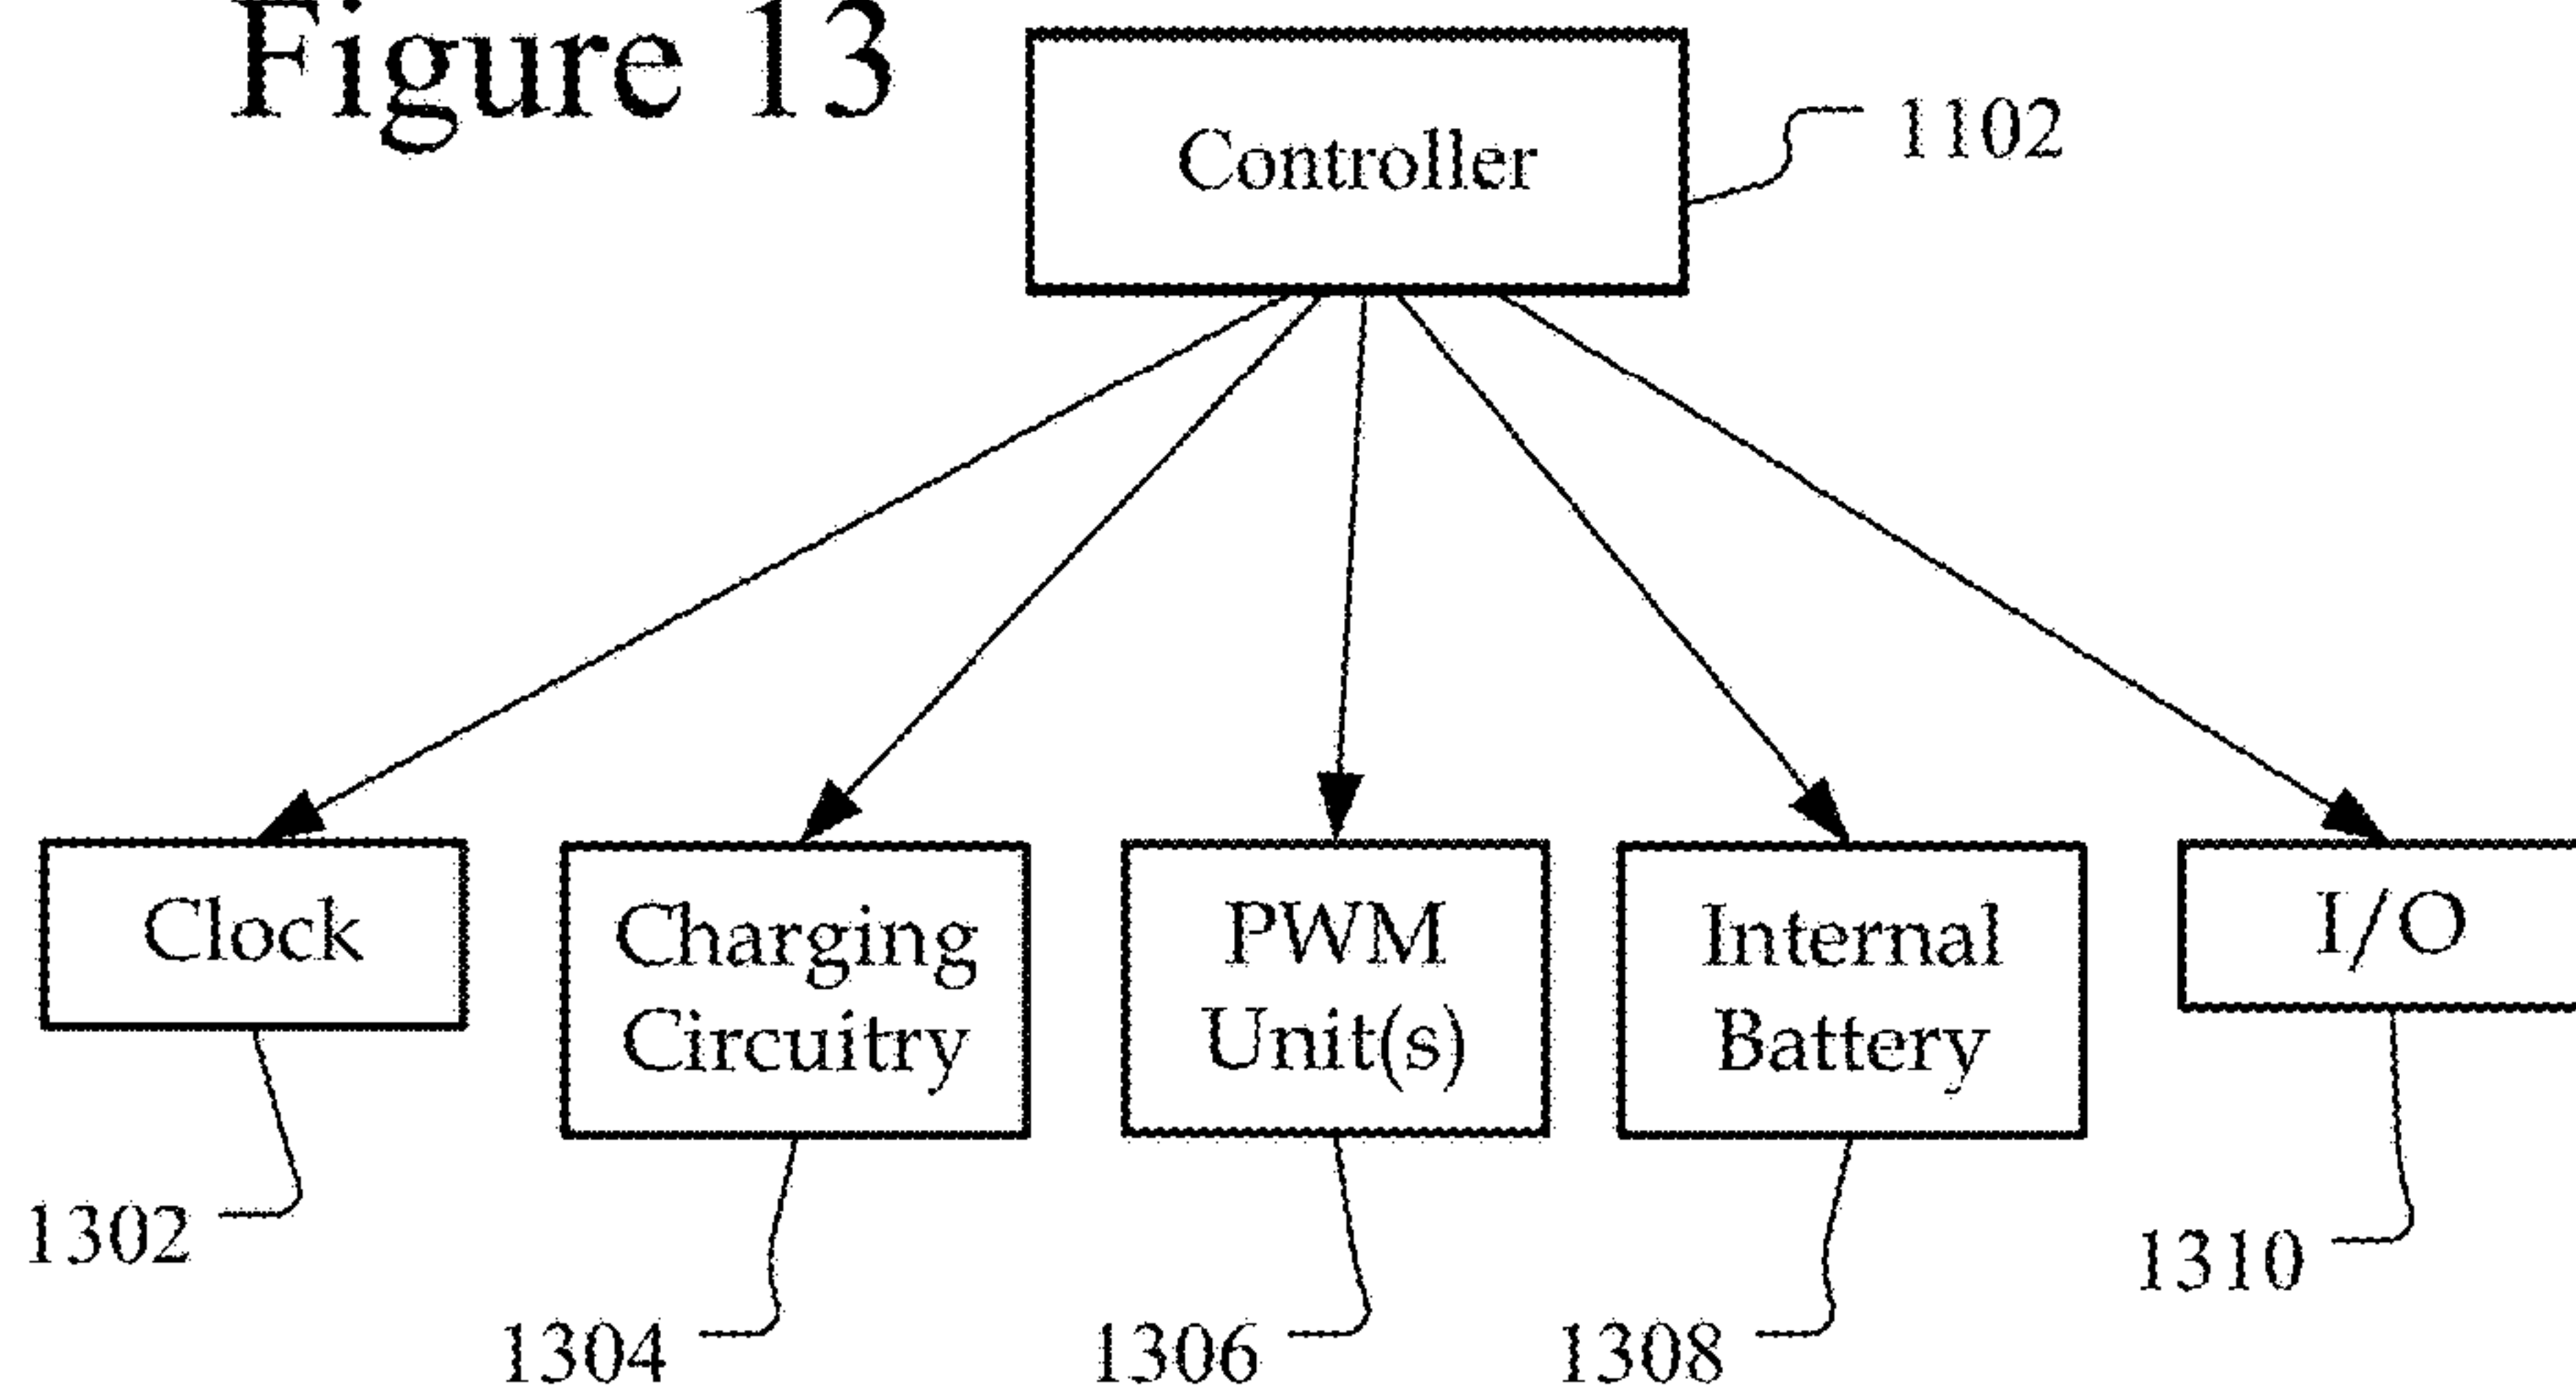 Figure 13
Controller
1102
Clock
Charging
Circuitry
PWM
Unit(s)
Internal
Battery
I/O
1302
1304
1306
1308
1310